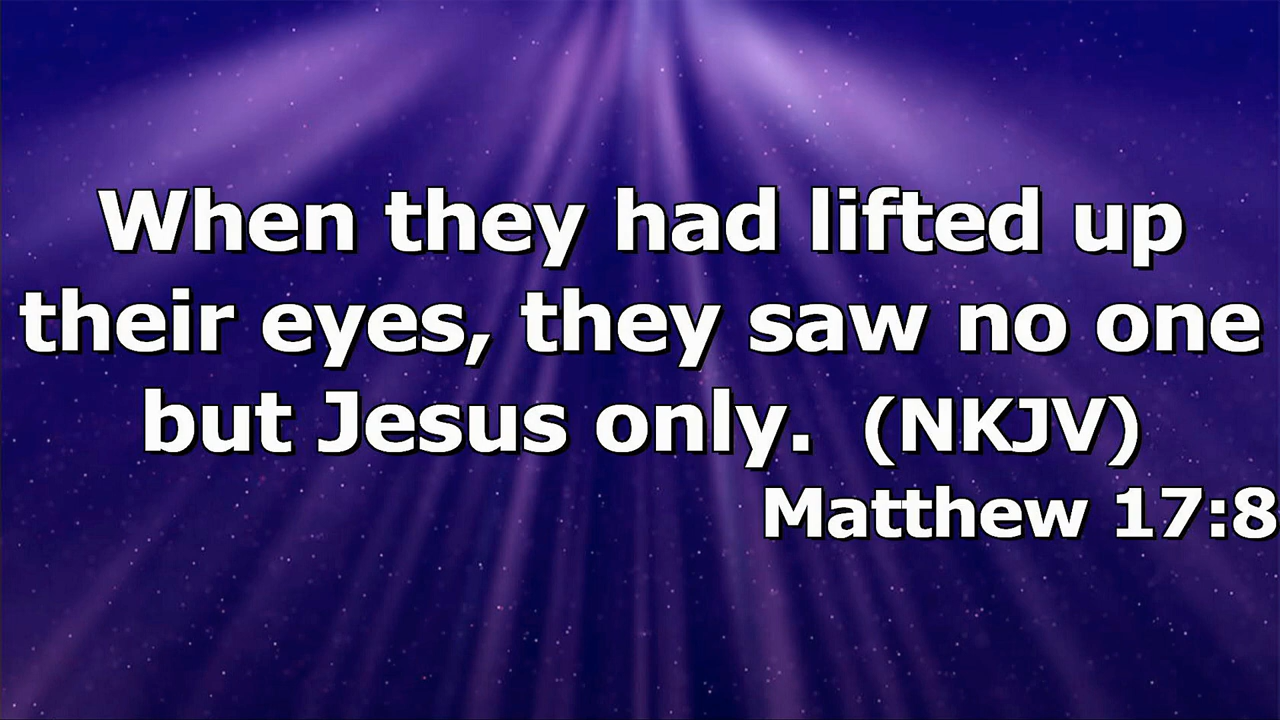 When they had lifted up
their eyes, they saw no one
but Jesus only.  (NKJV)
Matthew 17:8